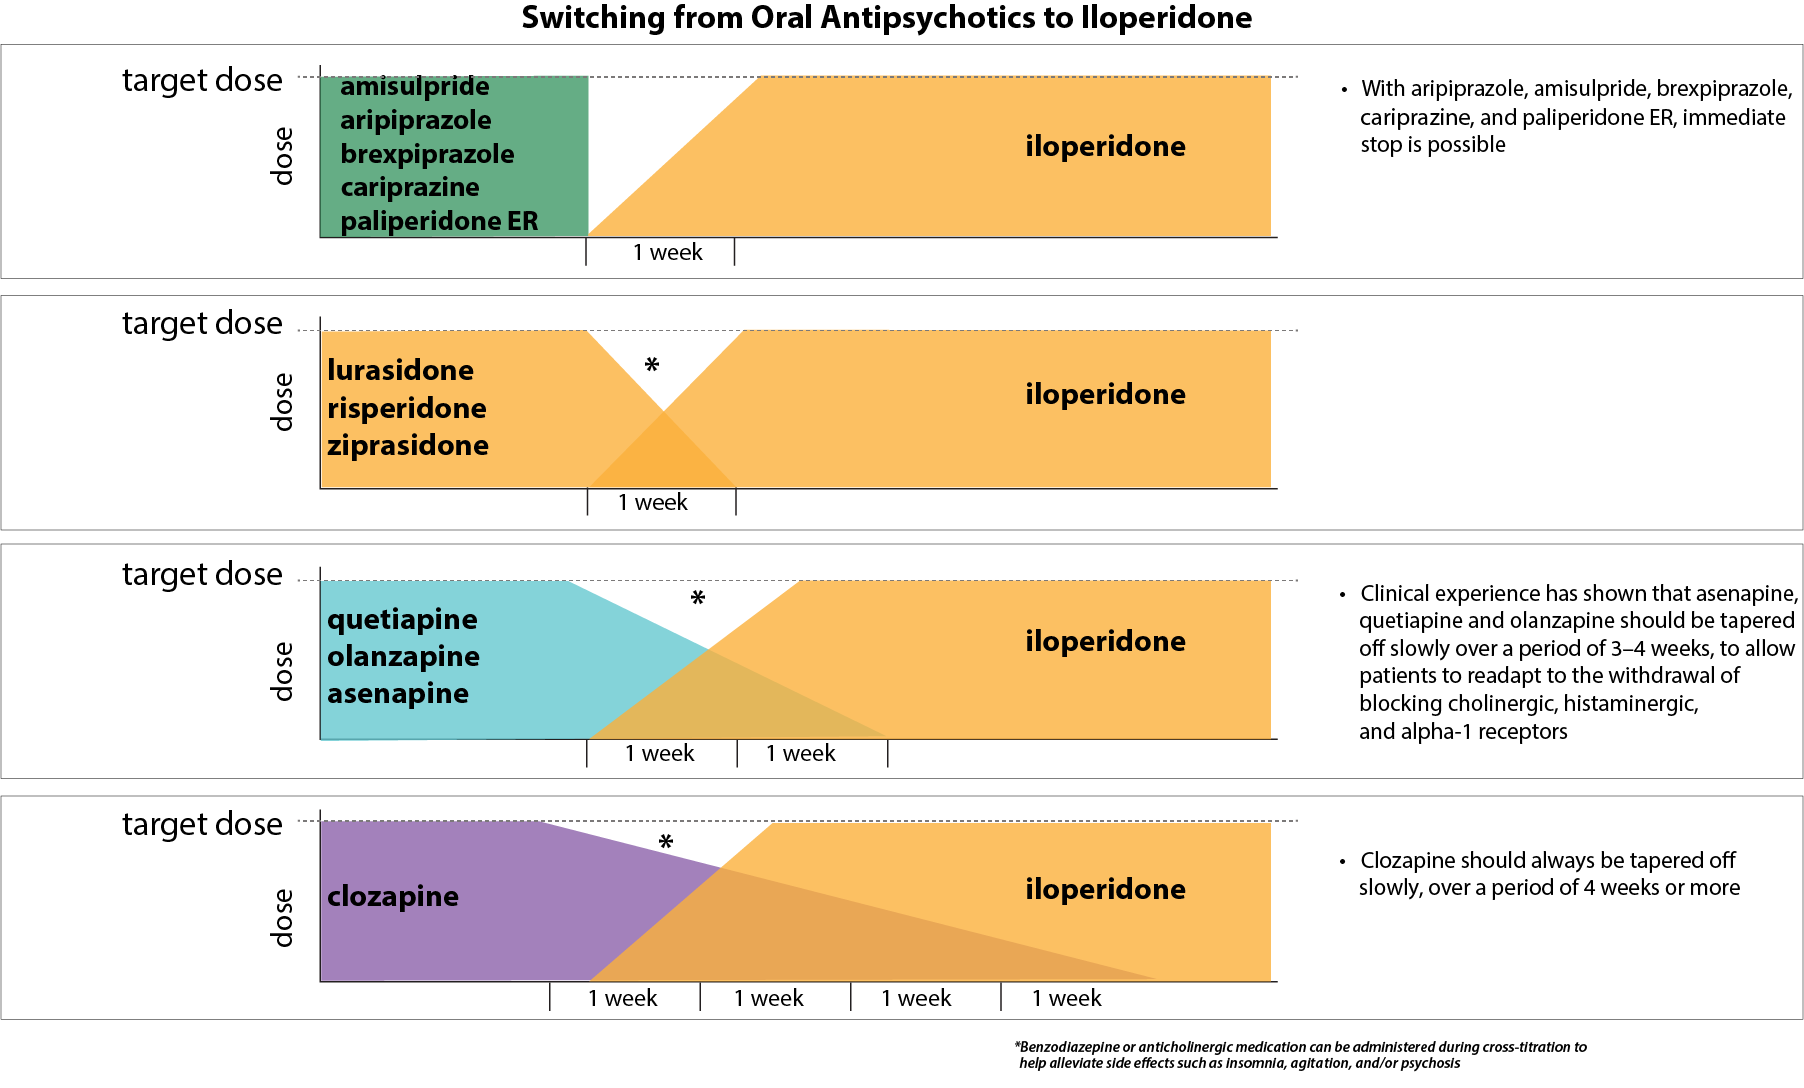 Switching from Oral Antipsychotics to Iloperidone
target dose
dose
amisulpride
aripiprazole
brexpiprazole
cariprazine
paliperidone ER
iloperidone
1 week
• With aripiprazole, amisulpride, brexpiprazole,
cariprazine, and paliperidone ER, immediate
stop is possible
target dose
dose
lurasidone
risperidone
ziprasidone
*
iloperidone
1 week
target dose
dose
quetiapine
olanzapine
asenapine
*
iloperidone
1 week 1 week
• Clinical experience has shown that asenapine,
quetiapine and olanzapine should be tapered
off slowly over a period of 3–4 weeks, to allow
patients to readapt to the withdrawal of
blocking cholinergic, histaminergic,
and alpha-1 receptors
target dose
dose
clozapine
*
iloperidone
1 week 1 week 1 week 1 week
• Clozapine should always be tapered off
slowly, over a period of 4 weeks or more
*Benzodiazepine or anticholinergic medication can be administered during cross-titration to
help alleviate side effects such as insomnia, agitation, and/or psychosis